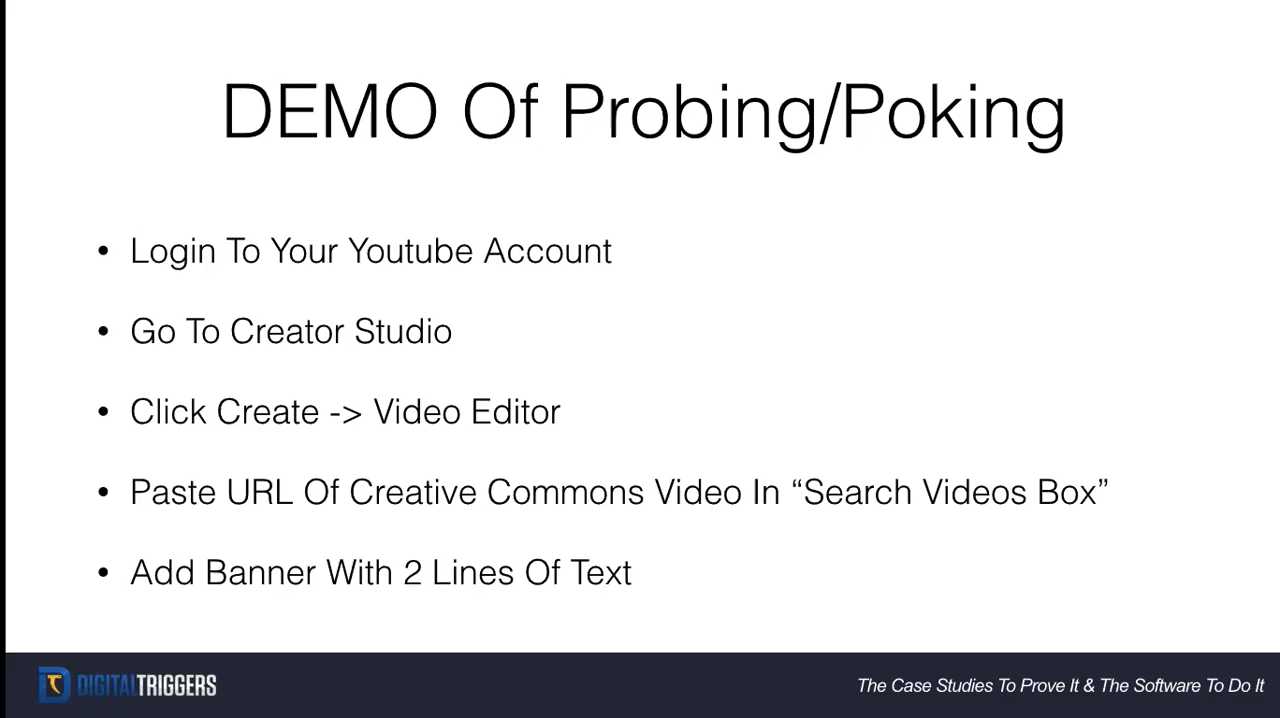 DEMO Of Probing/Poking
• Login To Your Youtube Account
• Go To Creator Studio
• Click Create -> Video Editor
• Paste URL Of Creative Commons Video In “Search Videos Box”
• Add Banner With 2 Lines Of Text
DIGITALTRIGGERS
The Case Studies To Prove It & The Software To Do It